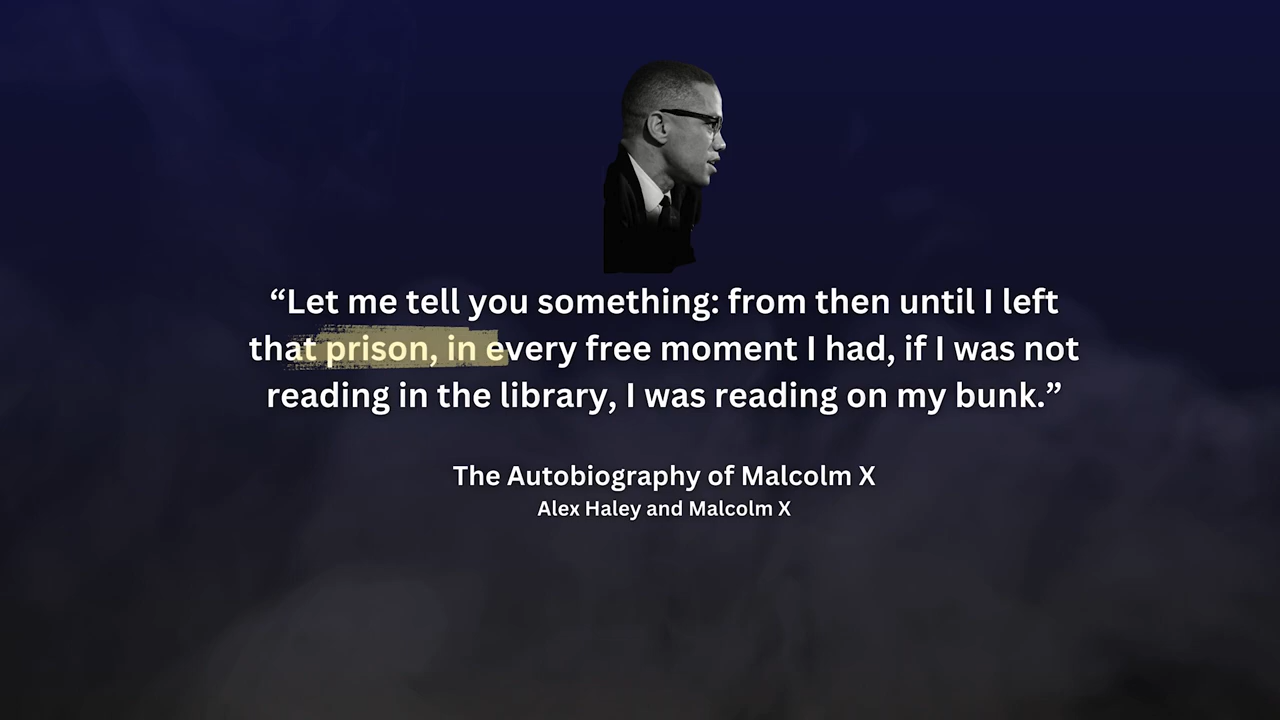 “Let me tell you something: from then until I left
that prison, in every free moment I had, if I was not
reading in the library, I was reading on my bunk.”
The Autobiography of Malcolm X
Alex Haley and Malcolm X